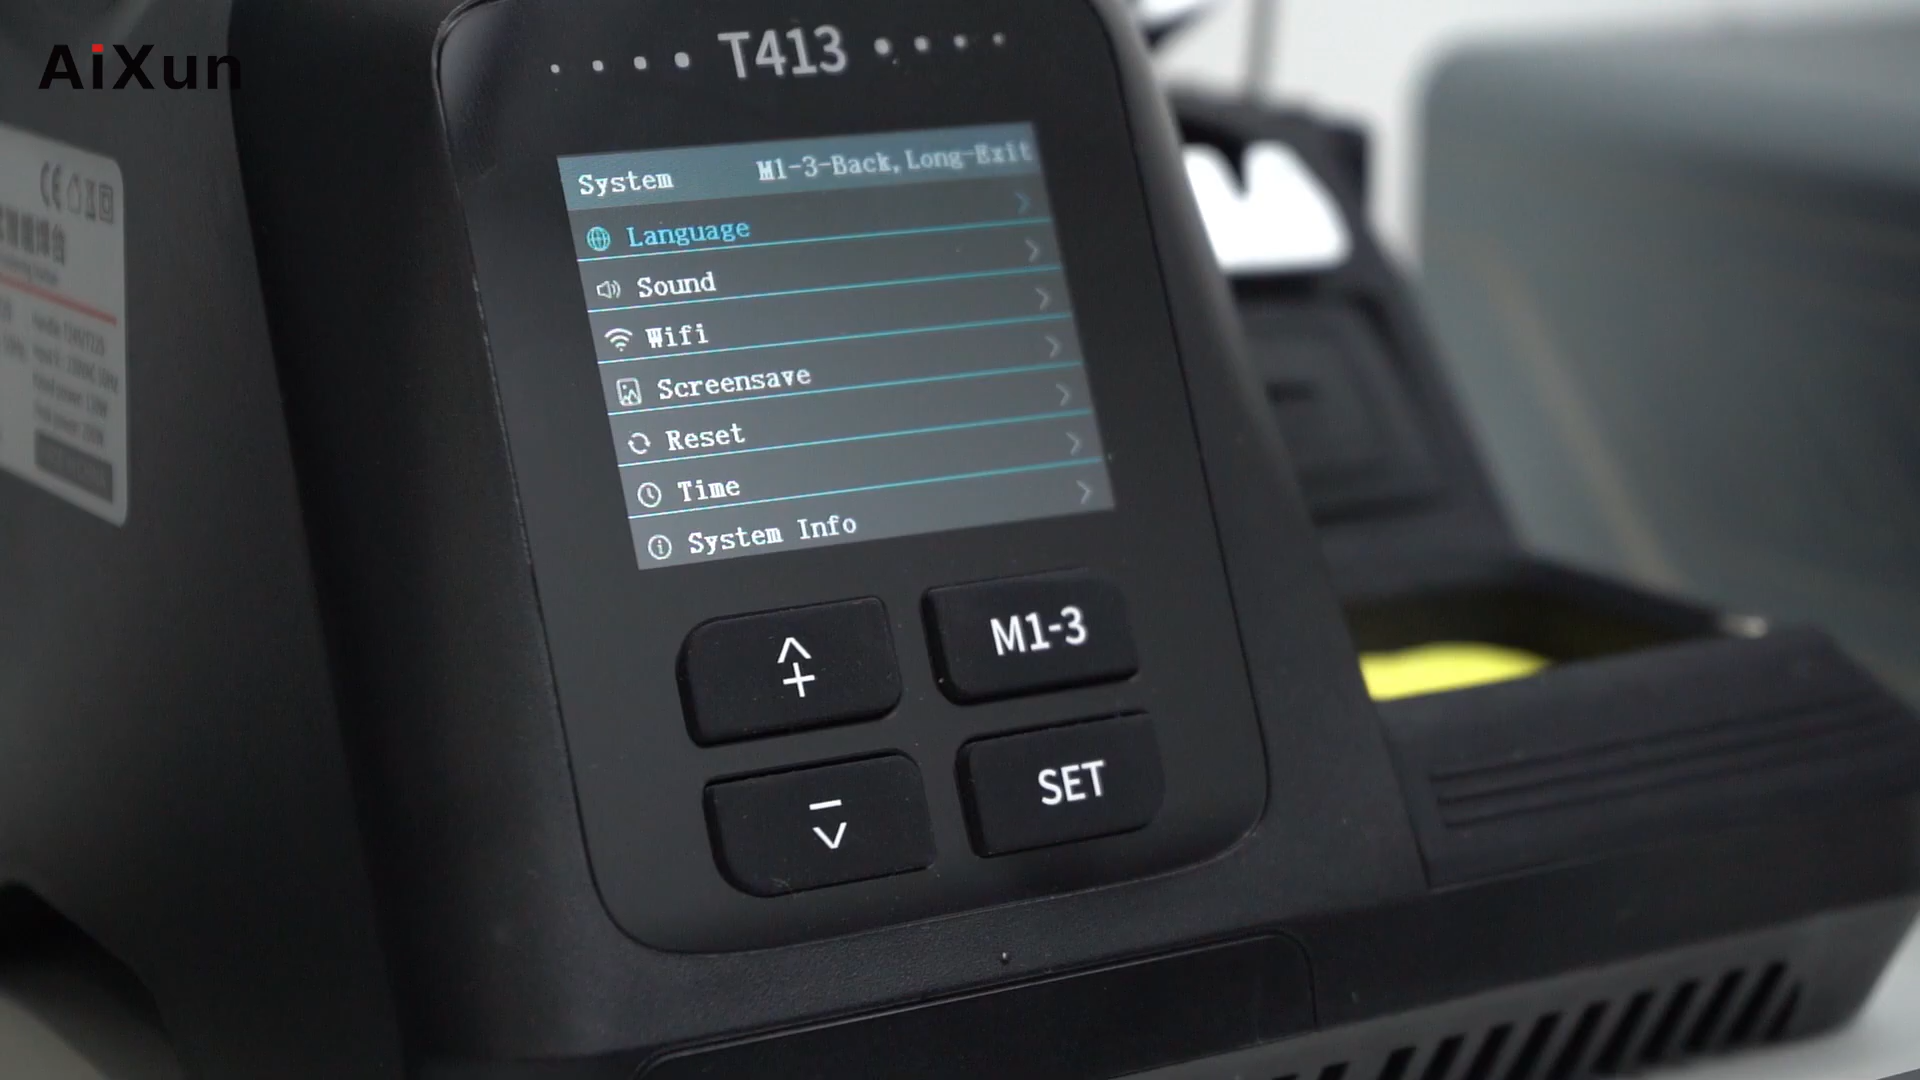 AiXun
T413
System M1-3-Back, Long-Exit
Language
Sound
Wifi
Screensave
Reset
Time
System Info
M1-3
SET
CE